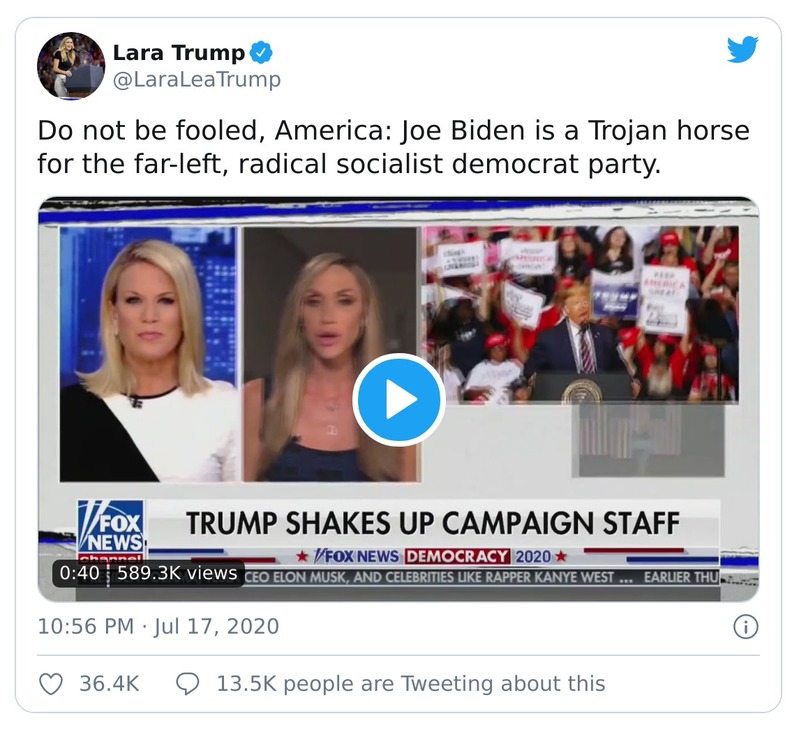 Lara Trump
@LaraLeaTrump
Do not be fooled, America: Joe Biden is a Trojan horse
for the far-left, radical socialist democrat party.
KEEP
AMERICA
GREAT!
FOX
NEWS
channel
TRUMP SHAKES UP CAMPAIGN STAFF
FOX NEWS DEMOCRACY 2020
0:40 589.3K views
CEO ELON MUSK, AND CELEBRITIES LIKE RAPPER KANYE WEST ... EARLIER THU
10:56 PM · Jul 17, 2020
36.4K 13.5K people are Tweeting about this